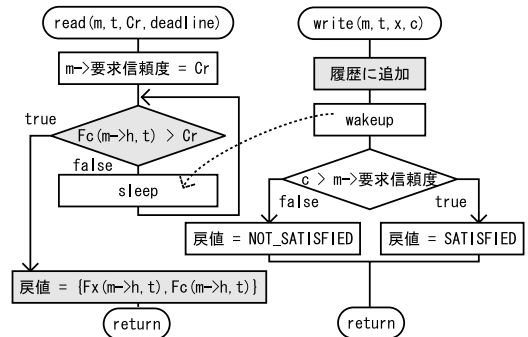 read(m,t,Cr,deadline)
m->要求信頼度 = Cr
true
Fc(m->h,t) > Cr
false
sleep
戻値 = {Fx(m->h,t),Fc(m->h,t)}
return
write(m,t,x,c)
履歴に追加
wakeup
c > m->要求信頼度
false
true
戻値 = NOT_SATISFIED
戻値 = SATISFIED
return